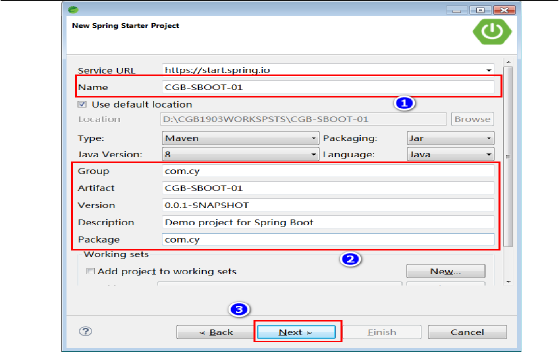 New Spring Starter Project
Service URL https://start.spring.io
Name CGB-SBOOT-01
1
Use default location
Location D:\CGB1903WORKSPSTS\CGB-SBOOT-01 Browse
Type: Maven Packaging: Jar
Java Version: 8 Language: Java
Group com.cy
Artifact CGB-SBOOT-01
Version 0.0.1-SNAPSHOT
Description Demo project for Spring Boot
Package com.cy
Working sets
2
Add project to working sets New...
3
? < Back Next > Finish Cancel